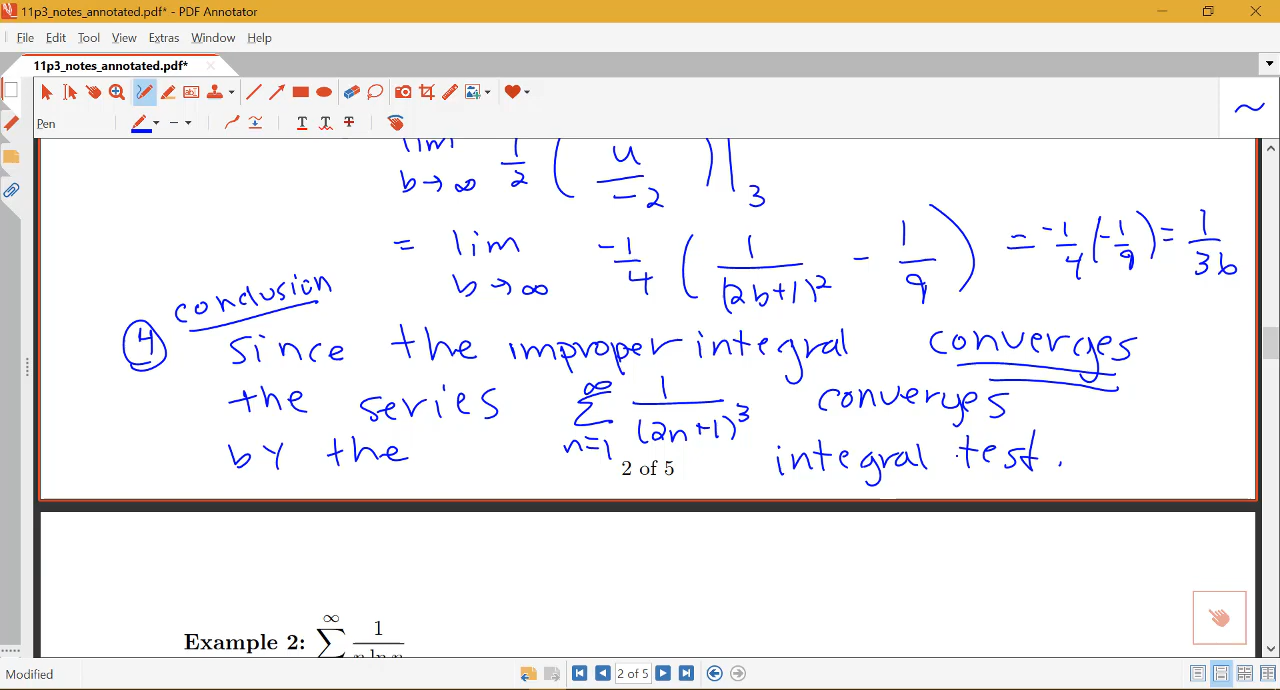 11p3_notes_annotated.pdf* - PDF Annotator
File Edit Tool View Extras Window Help
11p3_notes_annotated.pdf*
Pen
lim 1/2 ( u / -2 ) | 3
b→∞
= lim -1/4 ( 1/(2b+1)^2 - 1/9 ) = -1/4 (-1/9) = 1/36
b→∞
conclusion
④ since the improper integral converges
the series ∑_{n=1}^{∞} 1/(2n+1)^3 converges
by the integral test.
2 of 5
Example 2: ∑^{∞} 1/(n ln n)
Modified
2 of 5